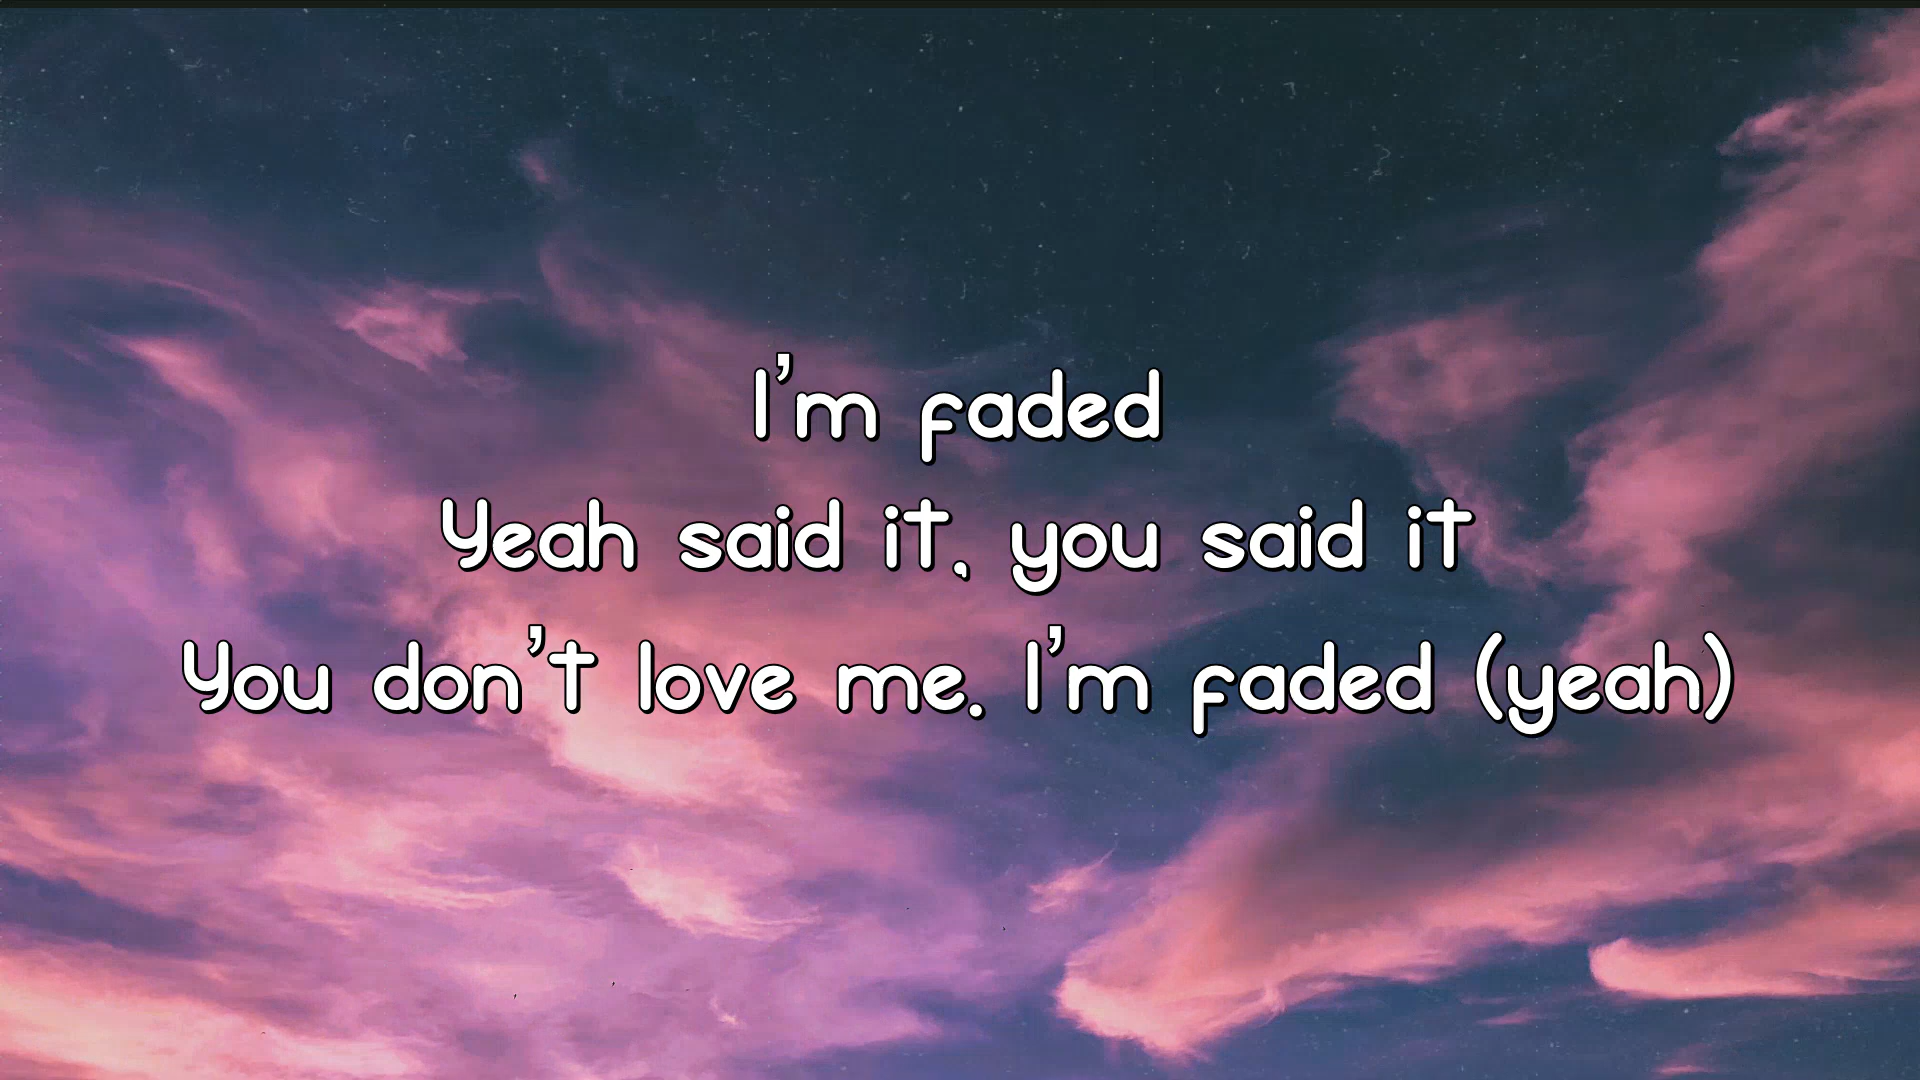 I'm faded
Yeah said it, you said it
You don't love me, I'm faded (yeah)